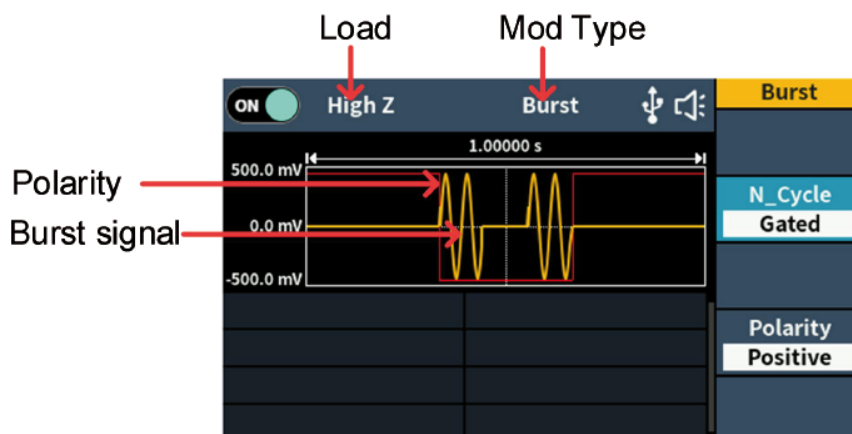 Load Mod Type
ON High Z Burst Burst
1.00000 s
500.0 mV
Polarity
N_Cycle
Burst signal 0.0 mV Gated
-500.0 mV
Polarity
Positive